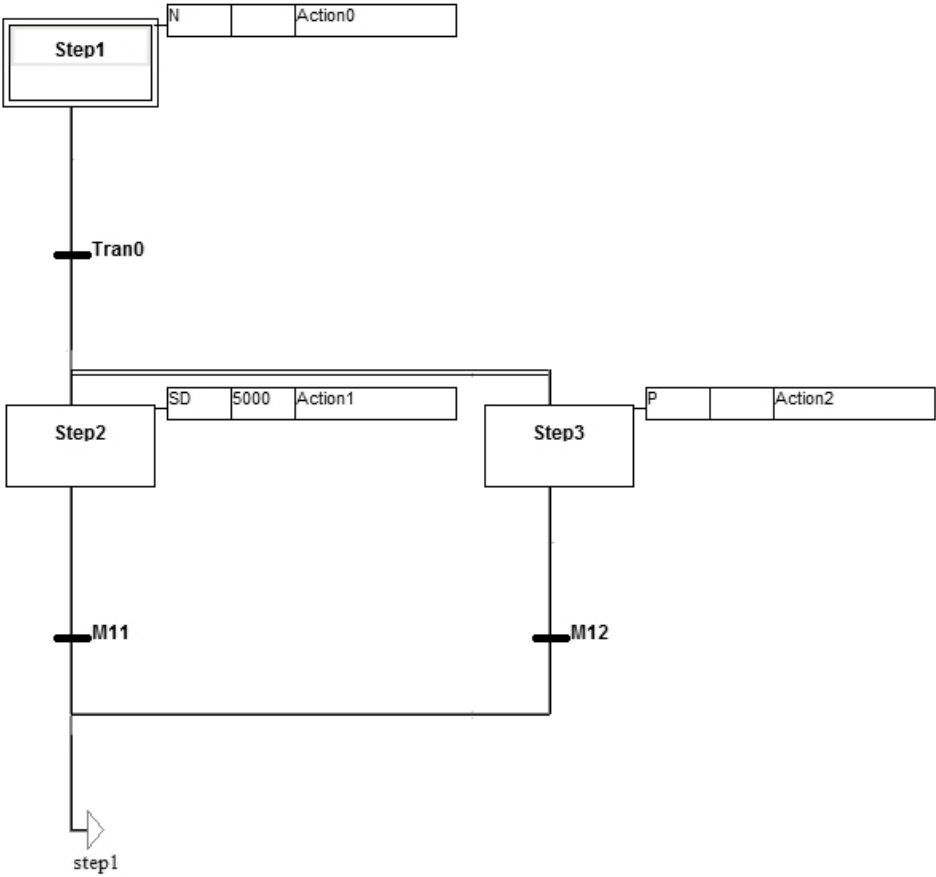 N Action0
Step1
Tran0
SD 5000 Action1
P Action2
Step2
Step3
M11
M12
step1